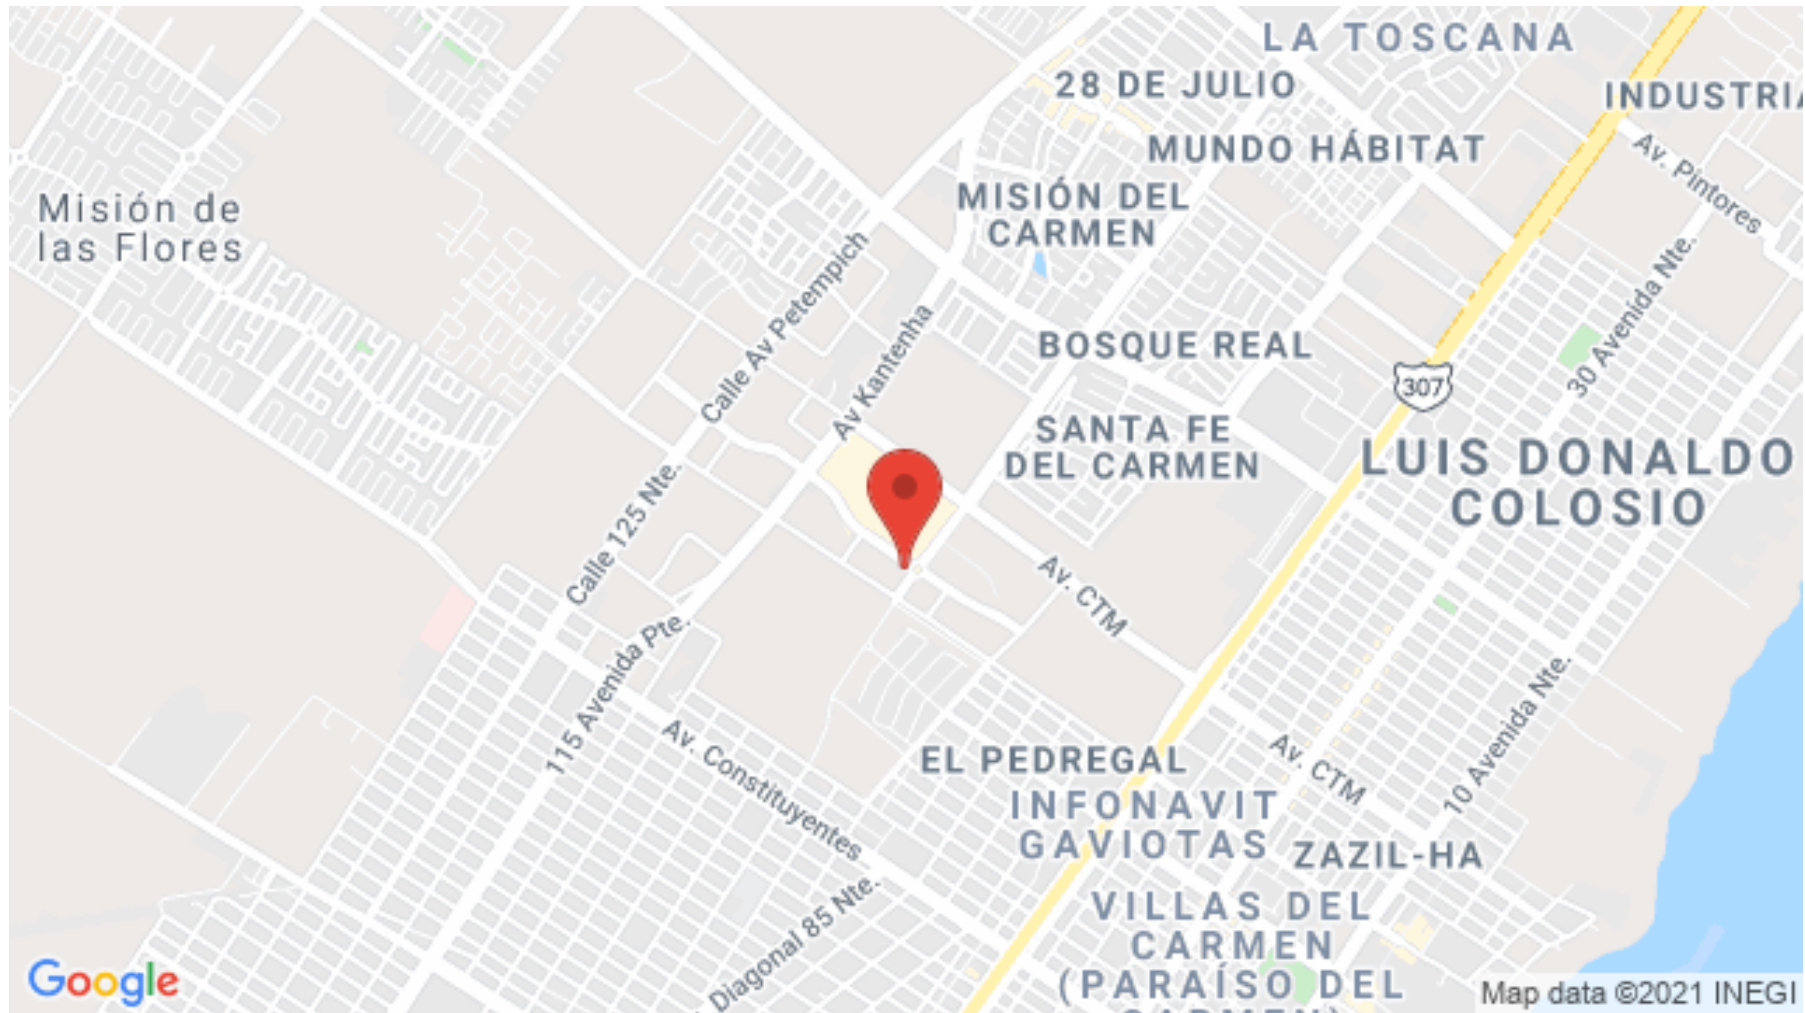 LA TOSCANA
28 DE JULIO
INDUSTRIA
MUNDO HÁBITAT
Av. Pintores
MISIÓN DEL
CARMEN
Misión de
las Flores
Calle Av Petempich
30 Avenida Nte.
Av Kantenha
BOSQUE REAL
307
SANTA FE
DEL CARMEN
LUIS DONALDO
COLOSIO
Calle 125 Nte.
Av. CTM
115 Avenida Pte.
10 Avenida Nte.
Av. Constituyentes
EL PEDREGAL
Av. CTM
INFONAVIT
GAVIOTAS
ZAZIL-HA
Diagonal 85 Nte.
VILLAS DEL
CARMEN
(PARAÍSO DEL
CARMEN)
Google
Map data ©2021 INEGI